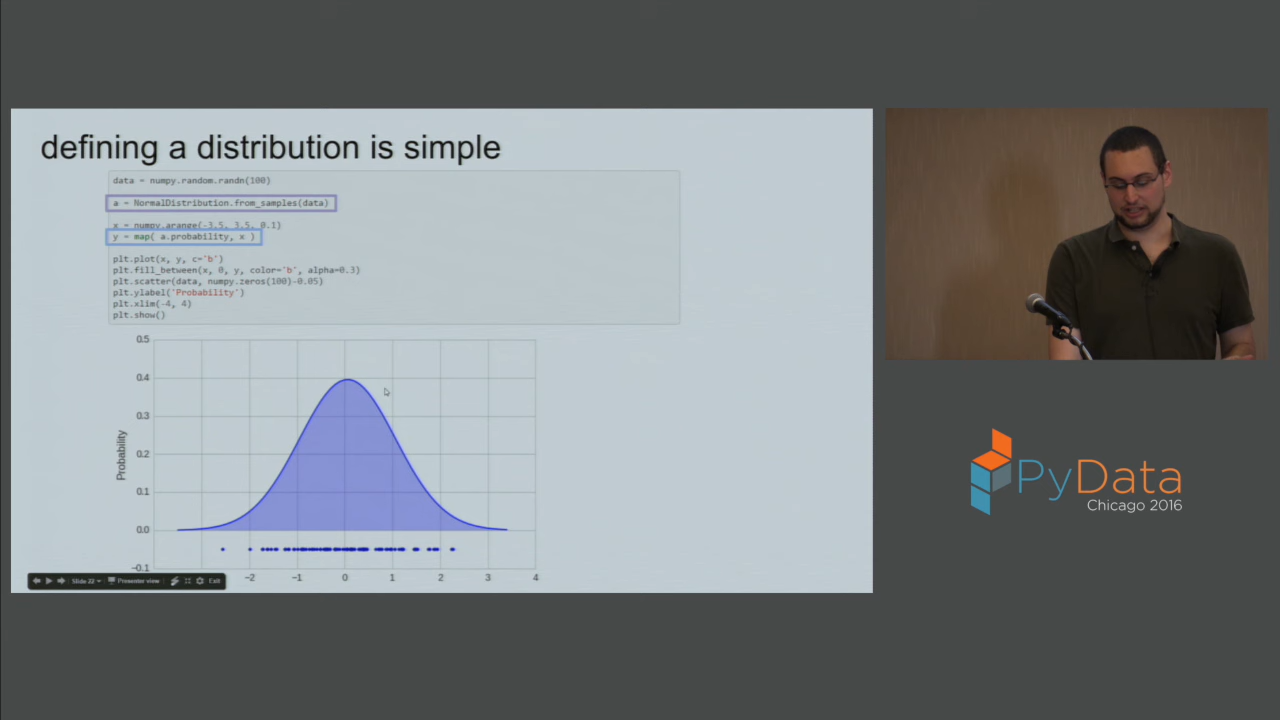 defining a distribution is simple
data = numpy.random.randn(100)
a = NormalDistribution.from_samples(data)
x = numpy.arange(-3.5, 3.5, 0.1)
y = map( a.probability, x )
plt.plot(x, y, c='b')
plt.fill_between(x, 0, y, color='b', alpha=0.3)
plt.scatter(data, numpy.zeros(100)-0.05)
plt.ylabel('Probability')
plt.xlim(-4, 4)
plt.show()
0.5
0.4
0.3
0.2
0.1
0.0
−0.1
Probability
−2 −1 0 1 2 3 4
Slide 22 Presenter view Exit
PyData
Chicago 2016